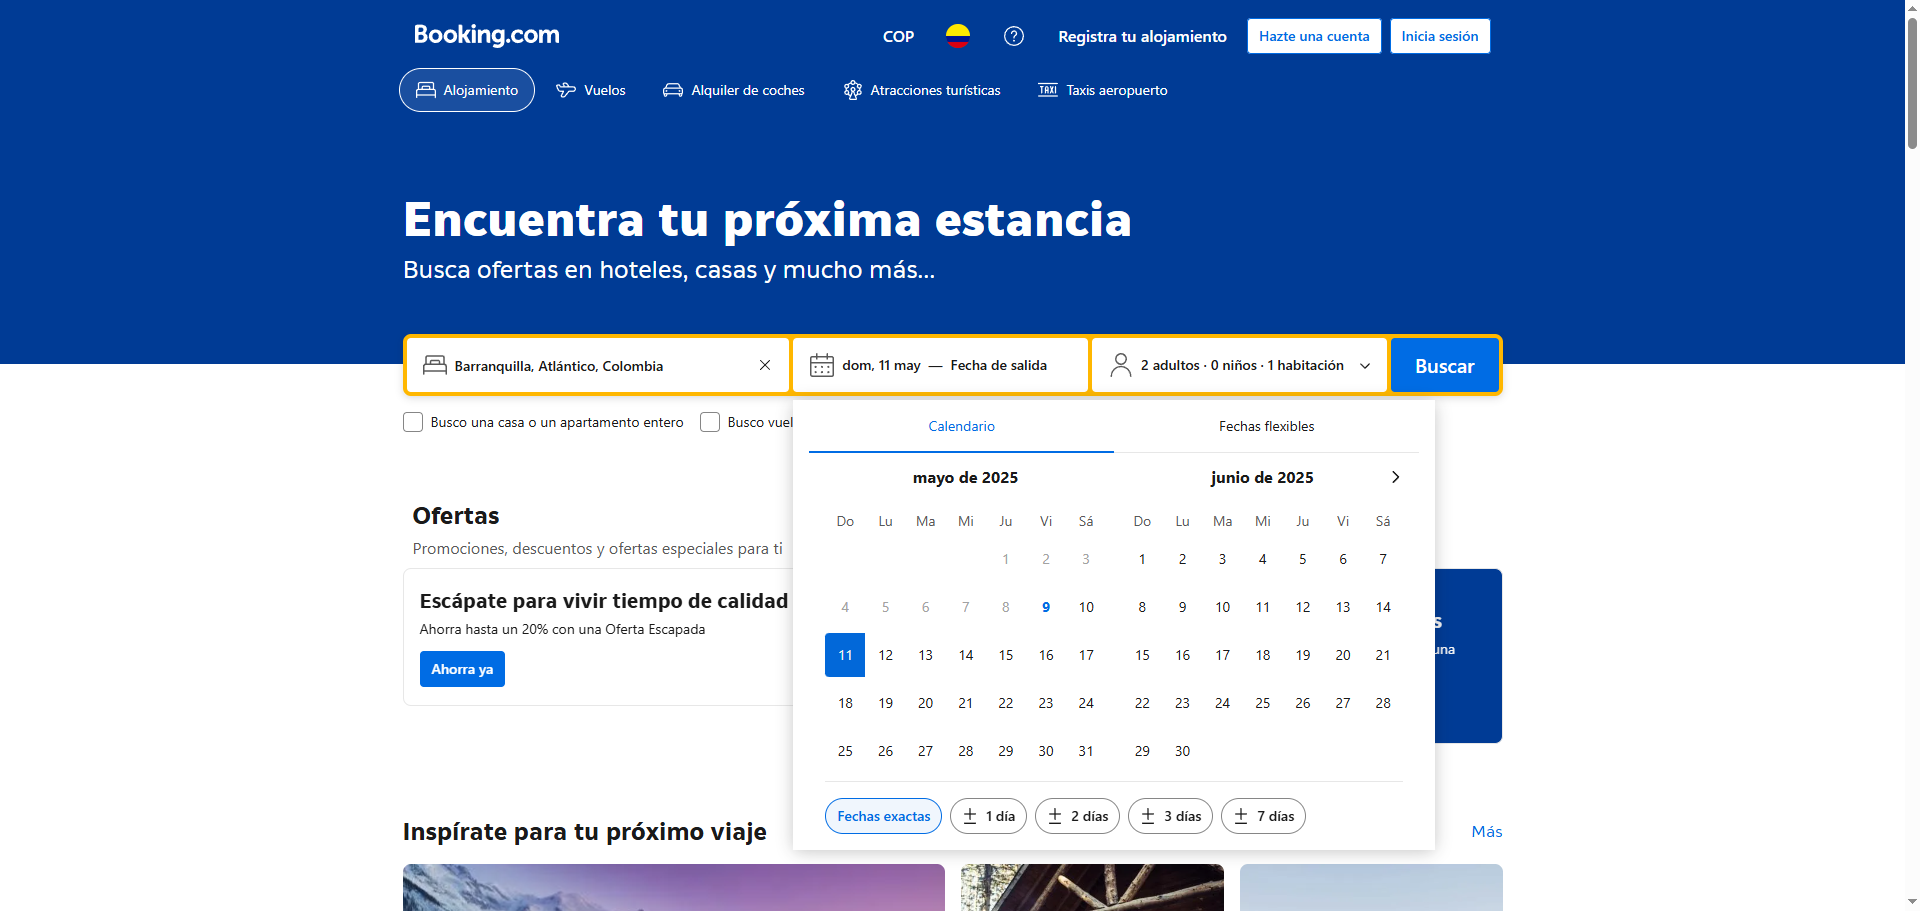 Booking.com
COP
Registra tu alojamiento
Hazte una cuenta
Inicia sesión
Alojamiento
Vuelos
Alquiler de coches
Atracciones turísticas
TAXI
Taxis aeropuerto
Encuentra tu próxima estancia
Busca ofertas en hoteles, casas y mucho más...
Barranquilla, Atlántico, Colombia
dom, 11 may — Fecha de salida
2 adultos · 0 niños · 1 habitación
Buscar
Busco una casa o un apartamento entero
Busco vuel
Calendario
Fechas flexibles
mayo de 2025
Do Lu Ma Mi Ju Vi Sá
1 2 3
4 5 6 7 8 9 10
11 12 13 14 15 16 17
18 19 20 21 22 23 24
25 26 27 28 29 30 31
junio de 2025
Do Lu Ma Mi Ju Vi Sá
1 2 3 4 5 6 7
8 9 10 11 12 13 14
15 16 17 18 19 20 21
22 23 24 25 26 27 28
29 30
Fechas exactas
± 1 día
± 2 días
± 3 días
± 7 días
Ofertas
Promociones, descuentos y ofertas especiales para ti
Escápate para vivir tiempo de calidad
Ahorra hasta un 20% con una Oferta Escapada
Ahorra ya
s
una
Inspírate para tu próximo viaje
Más